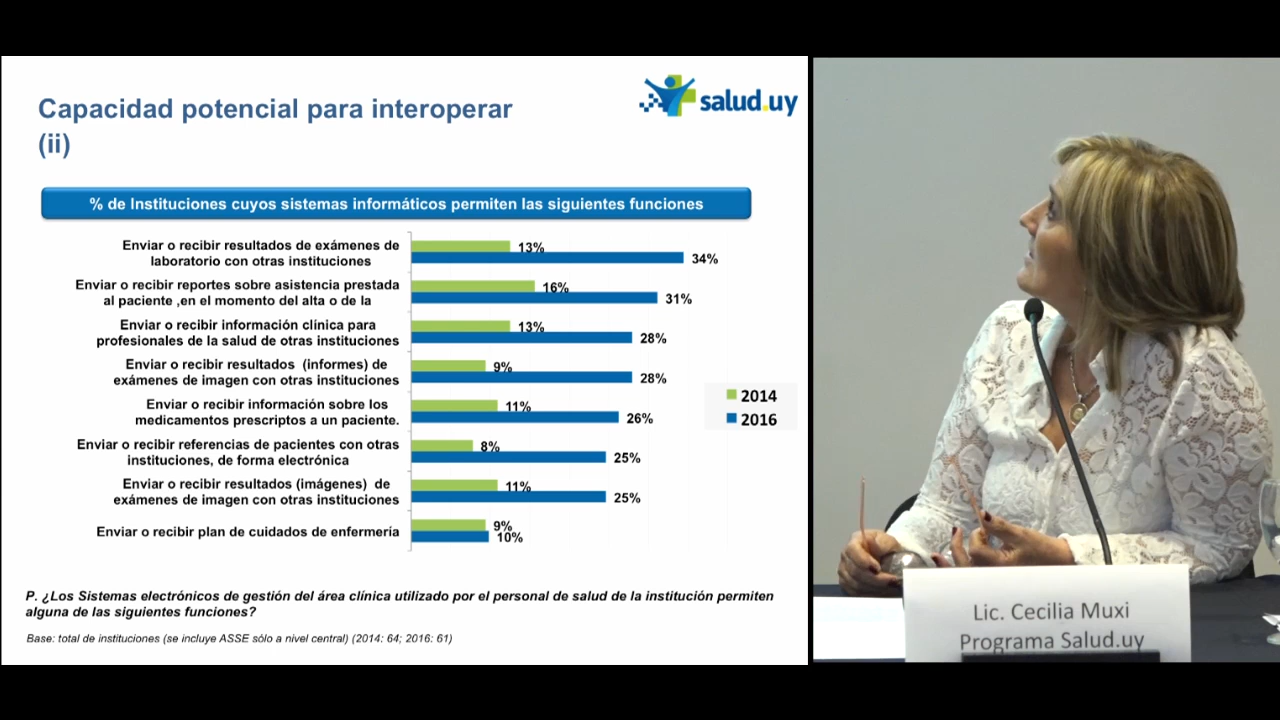 Capacidad potencial para interoperar
(ii)
salud.uy
% de Instituciones cuyos sistemas informáticos permiten las siguientes funciones
Enviar o recibir resultados de exámenes de
laboratorio con otras instituciones
13%
34%
Enviar o recibir reportes sobre asistencia prestada
al paciente ,en el momento del alta o de la
16%
31%
Enviar o recibir información clínica para
profesionales de la salud de otras instituciones
13%
28%
Enviar o recibir resultados (informes) de
exámenes de imagen con otras instituciones
9%
28%
Enviar o recibir información sobre los
medicamentos prescriptos a un paciente.
11%
26%
Enviar o recibir referencias de pacientes con otras
instituciones, de forma electrónica
8%
25%
Enviar o recibir resultados (imágenes) de
exámenes de imagen con otras instituciones
11%
25%
Enviar o recibir plan de cuidados de enfermería
9%
10%
2014
2016
P. ¿Los Sistemas electrónicos de gestión del área clínica utilizado por el personal de salud de la institución permiten
alguna de las siguientes funciones?
Base: total de instituciones (se incluye ASSE sólo a nivel central) (2014: 64; 2016: 61)
Lic. Cecilia Muxi
Programa Salud.uy